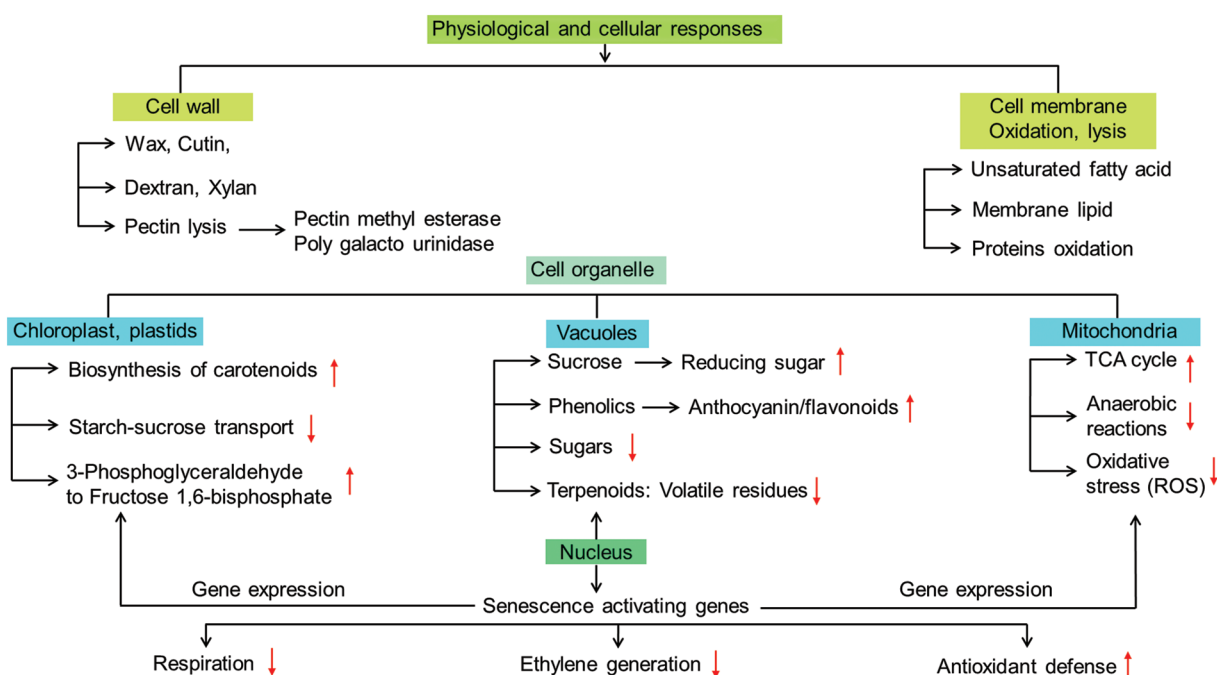 Physiological and cellular responses
Cell wall
Wax, Cutin,
Dextran, Xylan
Pectin lysis
Pectin methyl esterase
Poly galacto urinidase
Cell membrane
Oxidation, lysis
Unsaturated fatty acid
Membrane lipid
Proteins oxidation
Cell organelle
Chloroplast, plastids
Biosynthesis of carotenoids
Starch-sucrose transport
3-Phosphoglyceraldehyde
to Fructose 1,6-bisphosphate
Vacuoles
Sucrose
Reducing sugar
Phenolics
Anthocyanin/flavonoids
Sugars
Terpenoids: Volatile residues
Mitochondria
TCA cycle
Anaerobic
reactions
Oxidative
stress (ROS)
Nucleus
Gene expression
Senescence activating genes
Gene expression
Respiration
Ethylene generation
Antioxidant defense